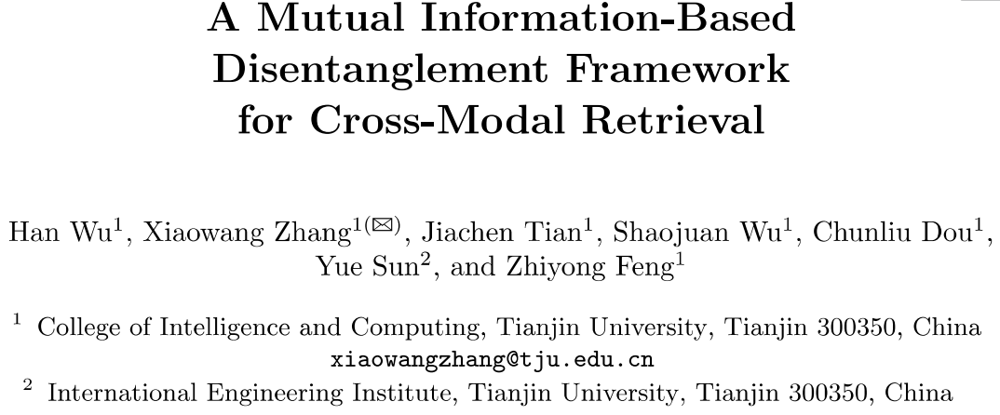 A Mutual Information-Based
Disentanglement Framework
for Cross-Modal Retrieval
Han Wu¹, Xiaowang Zhang¹⁽✉⁾, Jiachen Tian¹, Shaojuan Wu¹, Chunliu Dou¹,
Yue Sun², and Zhiyong Feng¹
¹ College of Intelligence and Computing, Tianjin University, Tianjin 300350, China
xiaowangzhang@tju.edu.cn
² International Engineering Institute, Tianjin University, Tianjin 300350, China